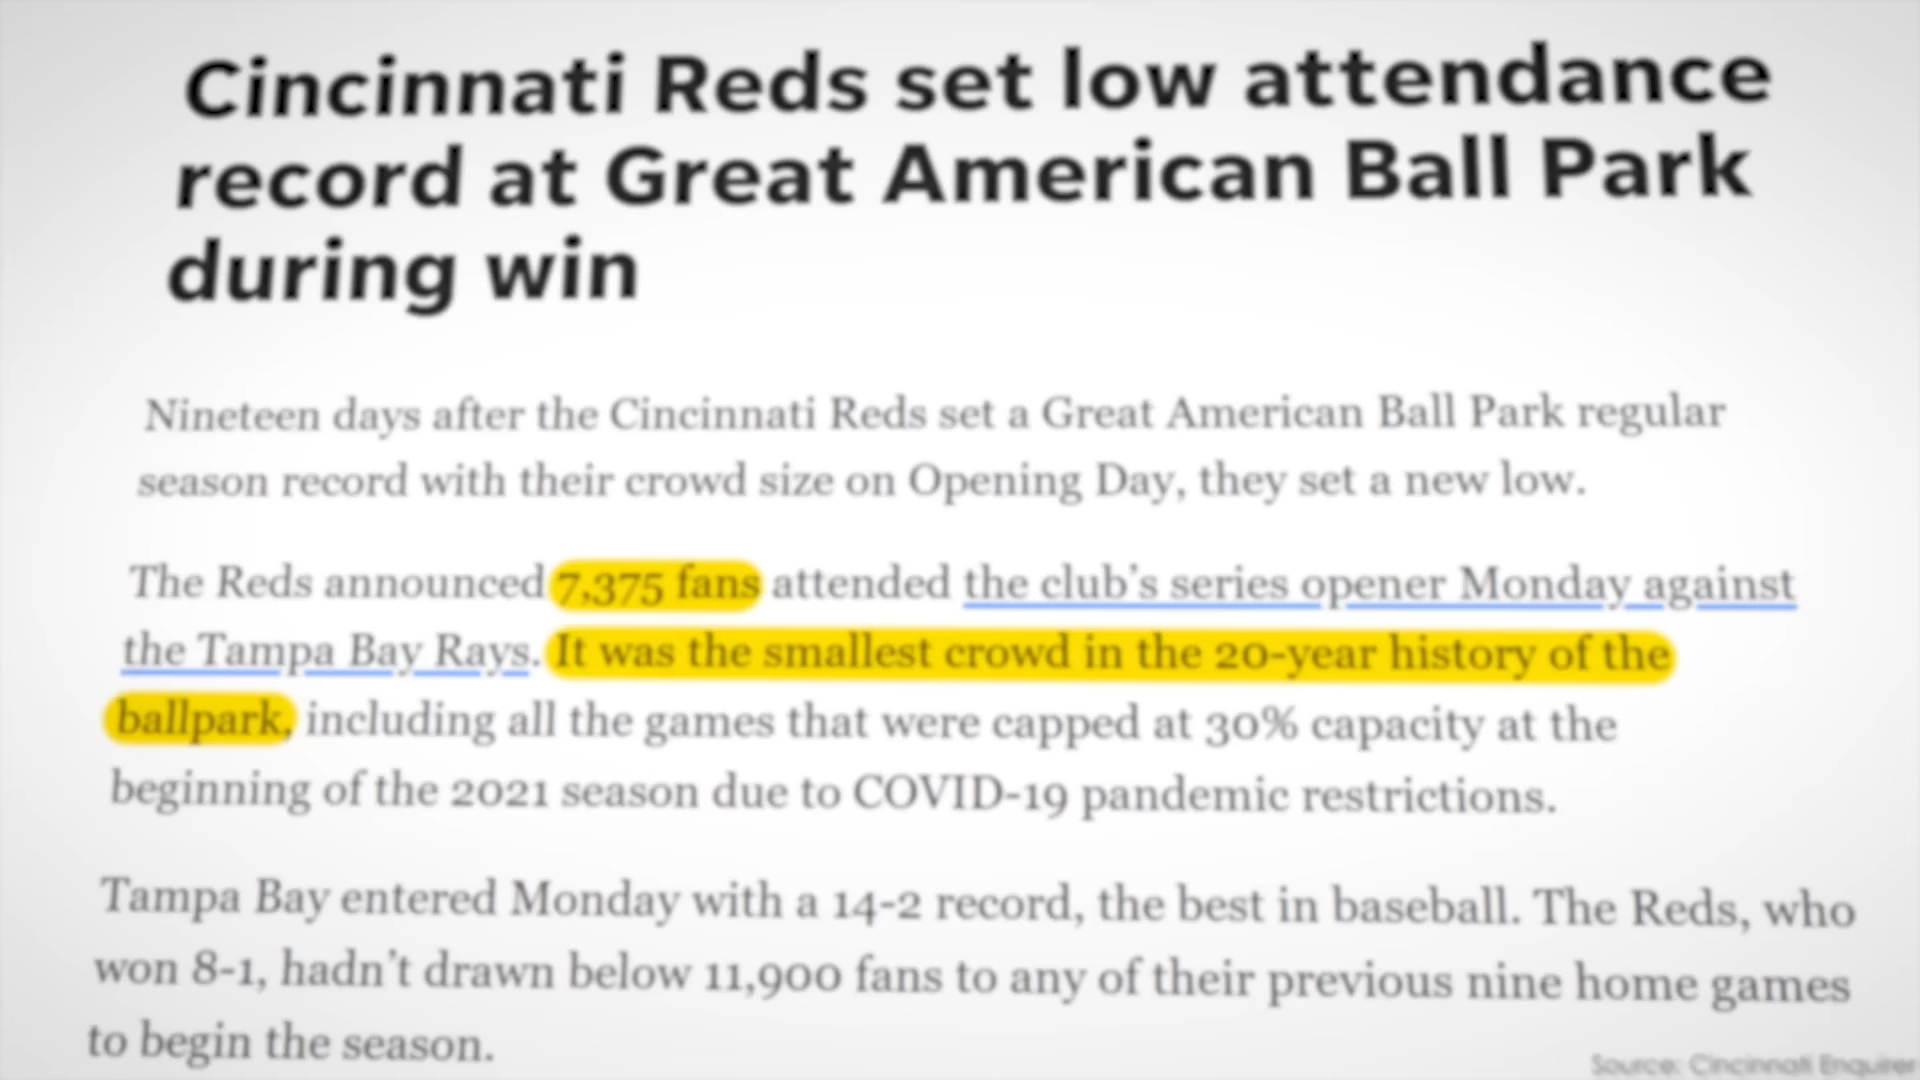 Cincinnati Reds set low attendance
record at Great American Ball Park
during win
Nineteen days after the Cincinnati Reds set a Great American Ball Park regular
season record with their crowd size on Opening Day, they set a new low.
The Reds announced 7,375 fans attended the club's series opener Monday against
the Tampa Bay Rays. It was the smallest crowd in the 20-year history of the
ballpark, including all the games that were capped at 30% capacity at the
beginning of the 2021 season due to COVID-19 pandemic restrictions.
Tampa Bay entered Monday with a 14-2 record, the best in baseball. The Reds, who
won 8-1, hadn't drawn below 11,900 fans to any of their previous nine home games
to begin the season.
Source: Cincinnati Enquirer